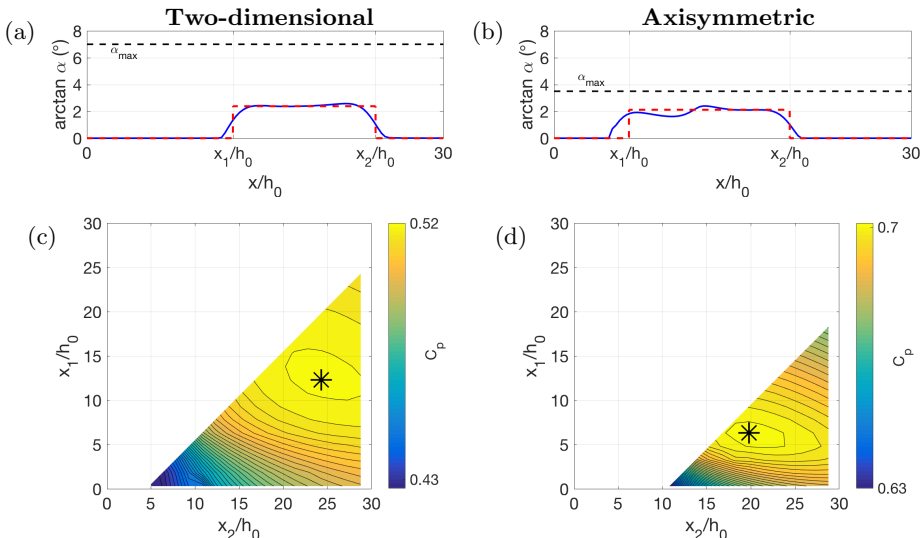 Two-dimensional
Axisymmetric
(a)
8
6
4
2
0
arctan α (°)
α_max
0
x_1/h_0
x_2/h_0
30
x/h_0
(b)
8
6
4
2
0
arctan α (°)
α_max
0
x_1/h_0
x_2/h_0
30
x/h_0
(c)
30
25
20
15
10
5
0
x_1/h_0
0 5 10 15 20 25 30
x_2/h_0
0.52
C_p
0.43
(d)
30
25
20
15
10
5
0
x_1/h_0
0 5 10 15 20 25 30
x_2/h_0
0.7
C_p
0.63